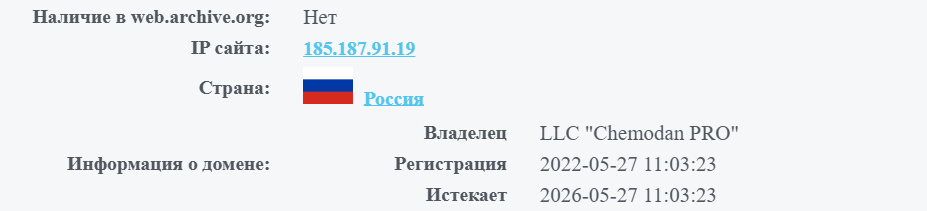 Наличие в web.archive.org: Нет
IP сайта: 185.187.91.19
Страна: Россия
Владелец LLC "Chemodan PRO"
Информация о домене: Регистрация 2022-05-27 11:03:23
Истекает 2026-05-27 11:03:23